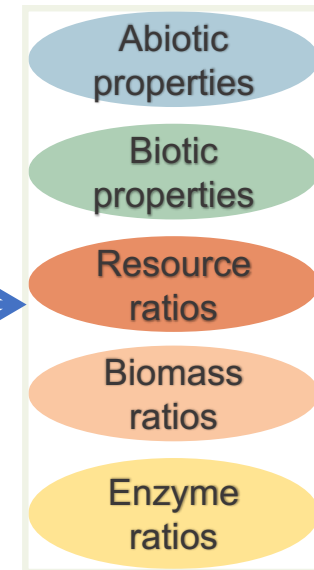 Abiotic
properties
Biotic
properties
Resource
ratios
Biomass
ratios
Enzyme
ratios